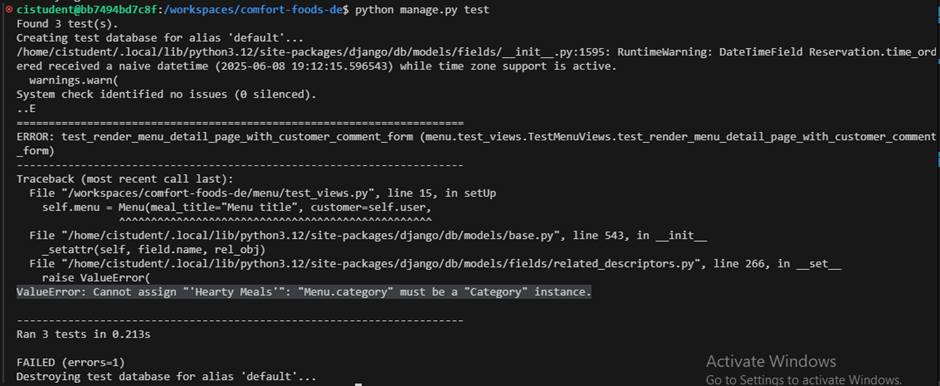 cistudent@bb7494bd7c8f:/workspaces/comfort-foods-de$ python manage.py test
Found 3 test(s).
Creating test database for alias 'default'...
/home/cistudent/.local/lib/python3.12/site-packages/django/db/models/fields/__init__.py:1595: RuntimeWarning: DateTimeField Reservation.time_ord
ered received a naive datetime (2025-06-08 19:12:15.596543) while time zone support is active.
  warnings.warn(
System check identified no issues (0 silenced).
..E
======================================================================
ERROR: test_render_menu_detail_page_with_customer_comment_form (menu.test_views.TestMenuViews.test_render_menu_detail_page_with_customer_comment
_form)
----------------------------------------------------------------------
Traceback (most recent call last):
  File "/workspaces/comfort-foods-de/menu/test_views.py", line 15, in setUp
    self.menu = Menu(meal_title="Menu title", customer=self.user,
                ^^^^^^^^^^^^^^^^^^^^^^^^^^^^^^^^^^^^^^^^^^^^^^^^^
  File "/home/cistudent/.local/lib/python3.12/site-packages/django/db/models/base.py", line 543, in __init__
    _setattr(self, field.name, rel_obj)
  File "/home/cistudent/.local/lib/python3.12/site-packages/django/db/models/fields/related_descriptors.py", line 266, in __set__
    raise ValueError(
ValueError: Cannot assign "'Hearty Meals'": "Menu.category" must be a "Category" instance.
----------------------------------------------------------------------
Ran 3 tests in 0.213s
FAILED (errors=1)
Destroying test database for alias 'default'...
Activate Windows
Go to Settings to activate Windows.